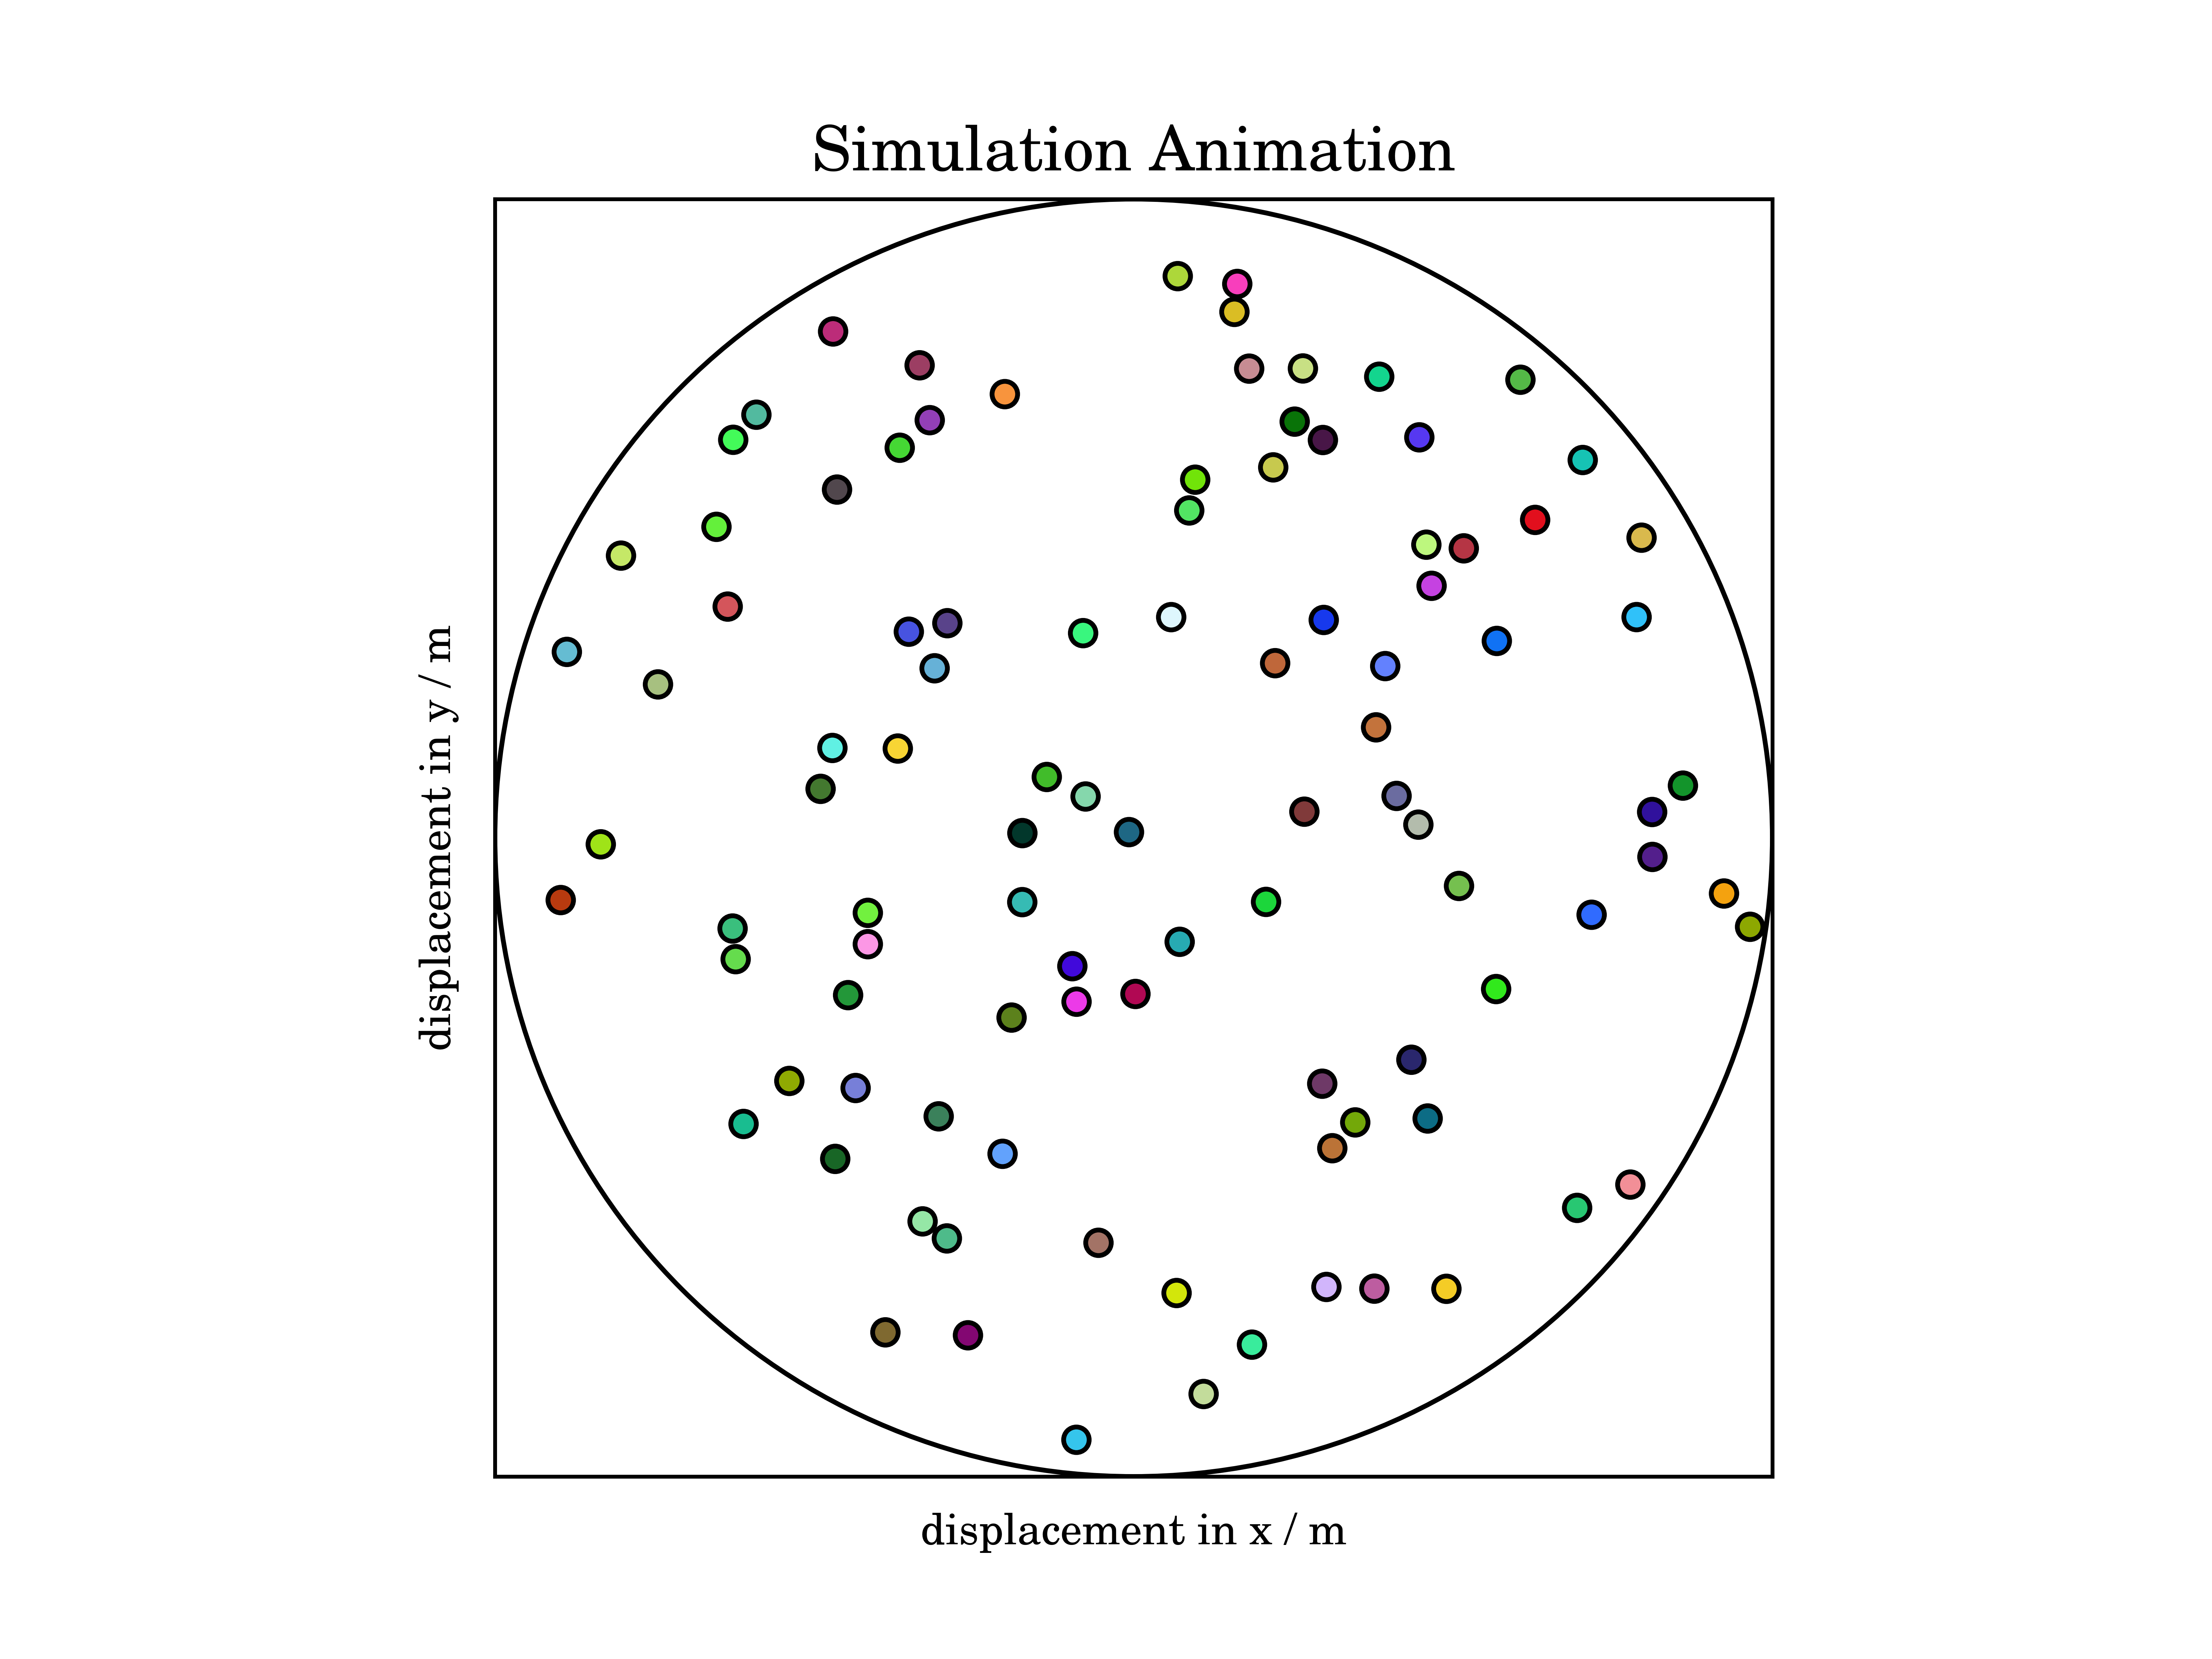 Simulation Animation
displacement in y / m
displacement in x / m